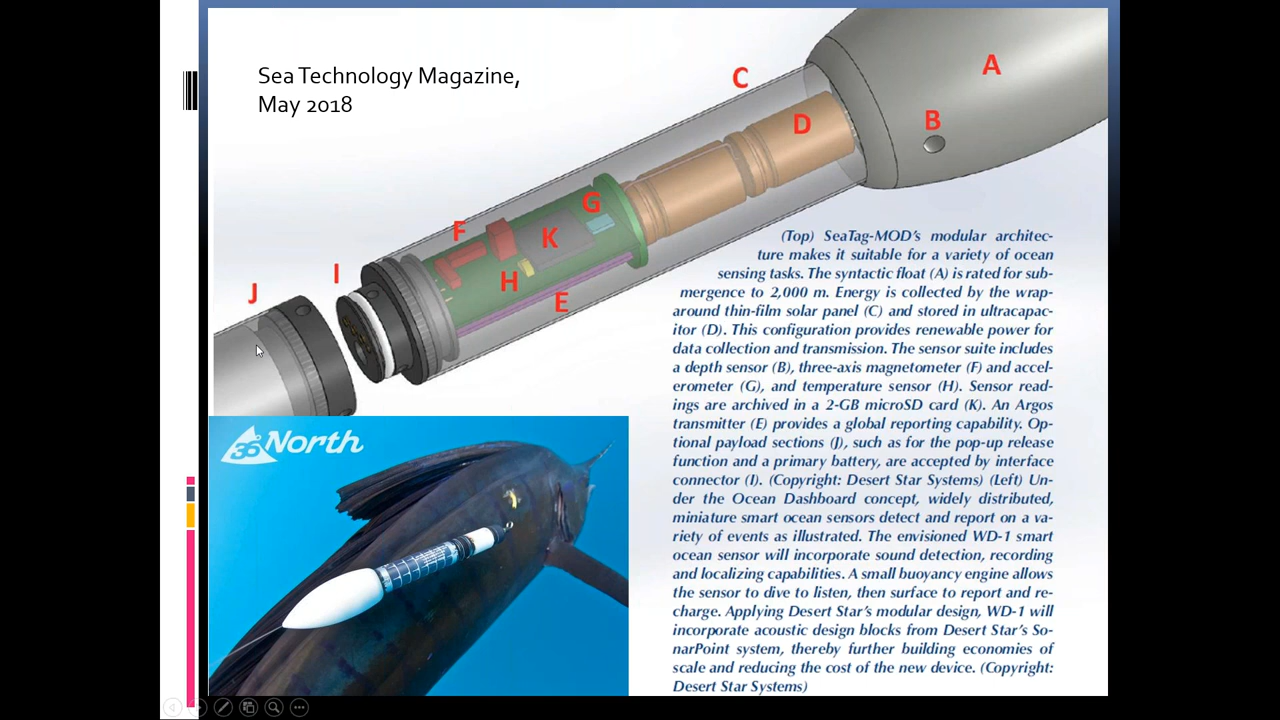 Sea Technology Magazine,
May 2018
A
B
C
D
E
F
G
H
I
J
K
(Top) SeaTag-MOD's modular architec-
ture makes it suitable for a variety of ocean
sensing tasks. The syntactic float (A) is rated for sub-
mergence to 2,000 m. Energy is collected by the wrap-
around thin-film solar panel (C) and stored in ultracapac-
itor (D). This configuration provides renewable power for
data collection and transmission. The sensor suite includes
a depth sensor (B), three-axis magnetometer (F) and accel-
erometer (G), and temperature sensor (H). Sensor read-
ings are archived in a 2-GB microSD card (K). An Argos
transmitter (E) provides a global reporting capability. Op-
tional payload sections (J), such as for the pop-up release
function and a primary battery, are accepted by interface
connector (I). (Copyright: Desert Star Systems) (Left) Un-
der the Ocean Dashboard concept, widely distributed,
miniature smart ocean sensors detect and report on a va-
riety of events as illustrated. The envisioned WD-1 smart
ocean sensor will incorporate sound detection, recording
and localizing capabilities. A small buoyancy engine allows
the sensor to dive to listen, then surface to report and re-
charge. Applying Desert Star's modular design, WD-1 will
incorporate acoustic design blocks from Desert Star's So-
narPoint system, thereby further building economies of
scale and reducing the cost of the new device. (Copyright:
Desert Star Systems)
36 North